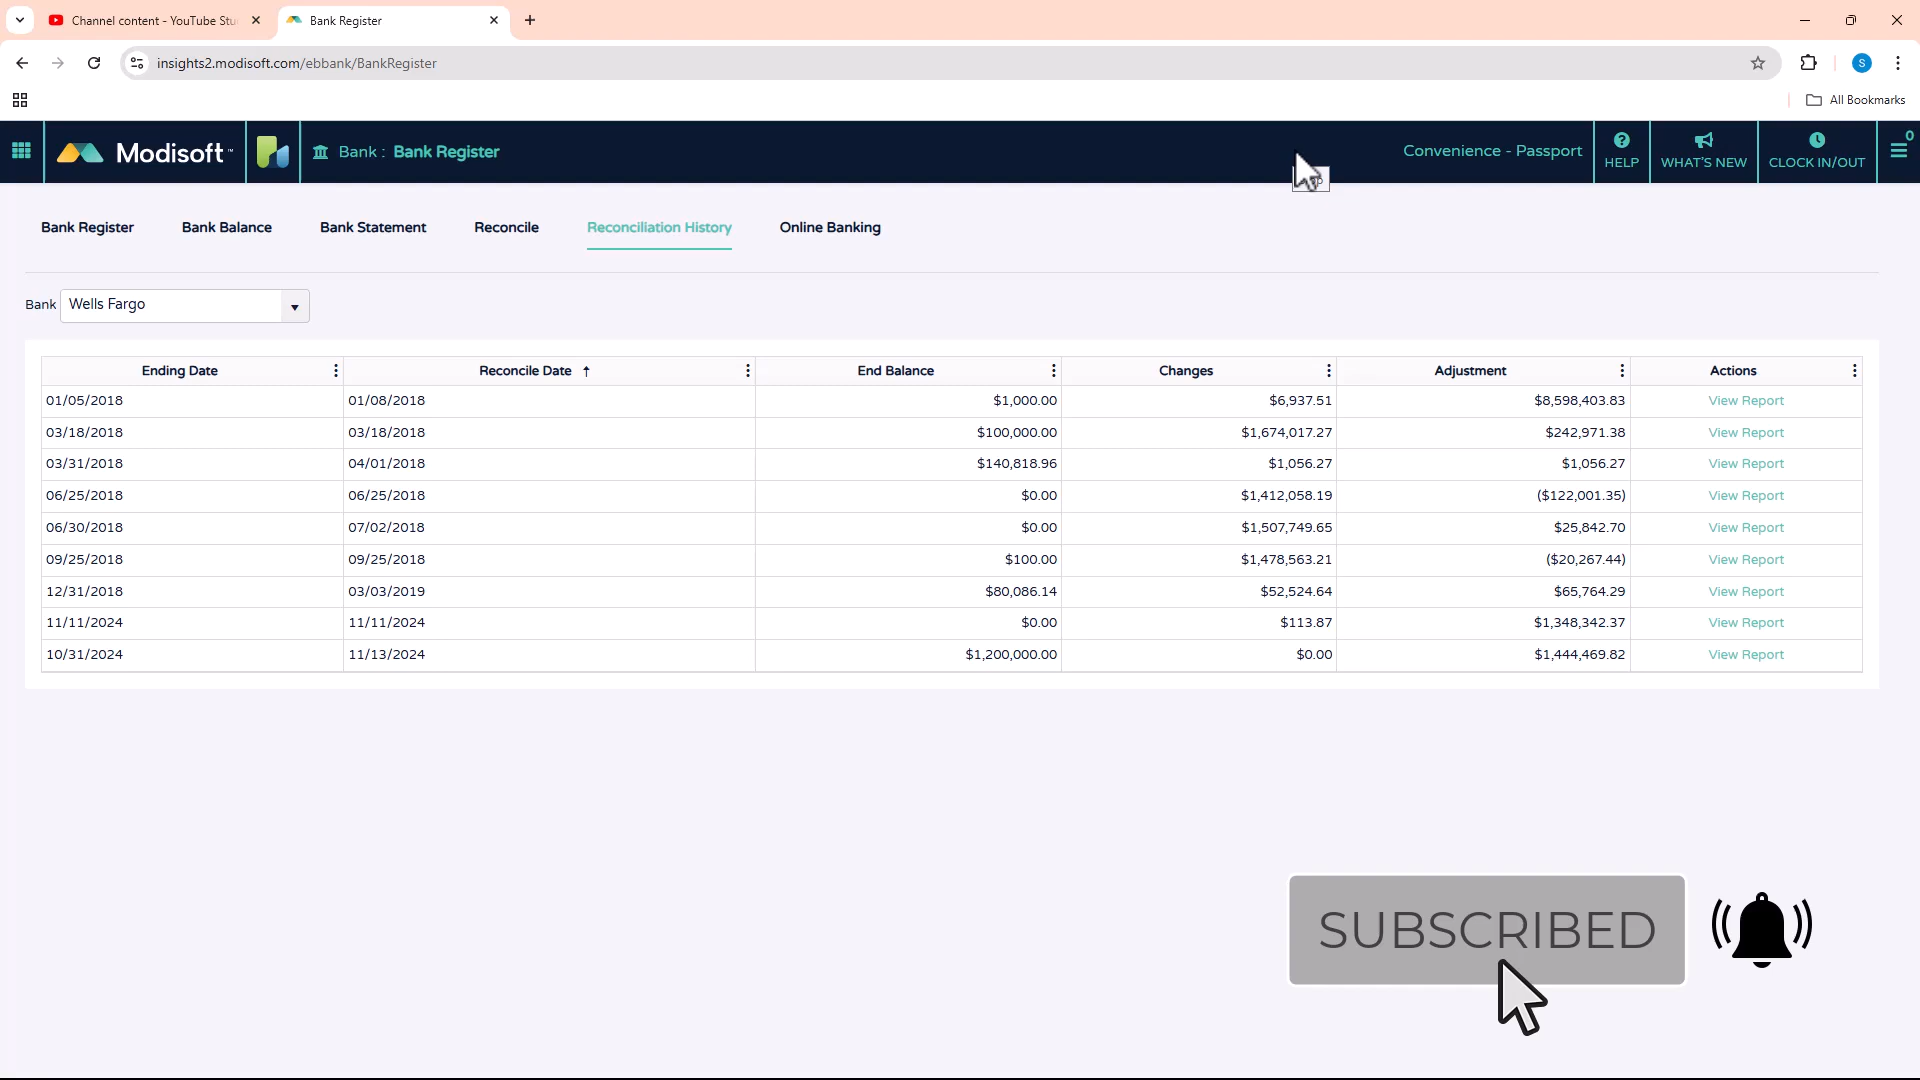 Channel content - YouTube Stu
Bank Register
insights2.modisoft.com/ebbank/BankRegister
S
All Bookmarks
Modisoft™
Bank : Bank Register
Convenience - Passport
HELP
WHAT'S NEW
CLOCK IN/OUT
0
Bank Register Bank Balance Bank Statement Reconcile Reconciliation History Online Banking
Bank Wells Fargo
Ending Date Reconcile Date ↑ End Balance Changes Adjustment Actions
01/05/2018 01/08/2018 $1,000.00 $6,937.51 $8,598,403.83 View Report
03/18/2018 03/18/2018 $100,000.00 $1,674,017.27 $242,971.38 View Report
03/31/2018 04/01/2018 $140,818.96 $1,056.27 $1,056.27 View Report
06/25/2018 06/25/2018 $0.00 $1,412,058.19 ($122,001.35) View Report
06/30/2018 07/02/2018 $0.00 $1,507,749.65 $25,842.70 View Report
09/25/2018 09/25/2018 $100.00 $1,478,563.21 ($20,267.44) View Report
12/31/2018 03/03/2019 $80,086.14 $52,524.64 $65,764.29 View Report
11/11/2024 11/11/2024 $0.00 $113.87 $1,348,342.37 View Report
10/31/2024 11/13/2024 $1,200,000.00 $0.00 $1,444,469.82 View Report
SUBSCRIBED